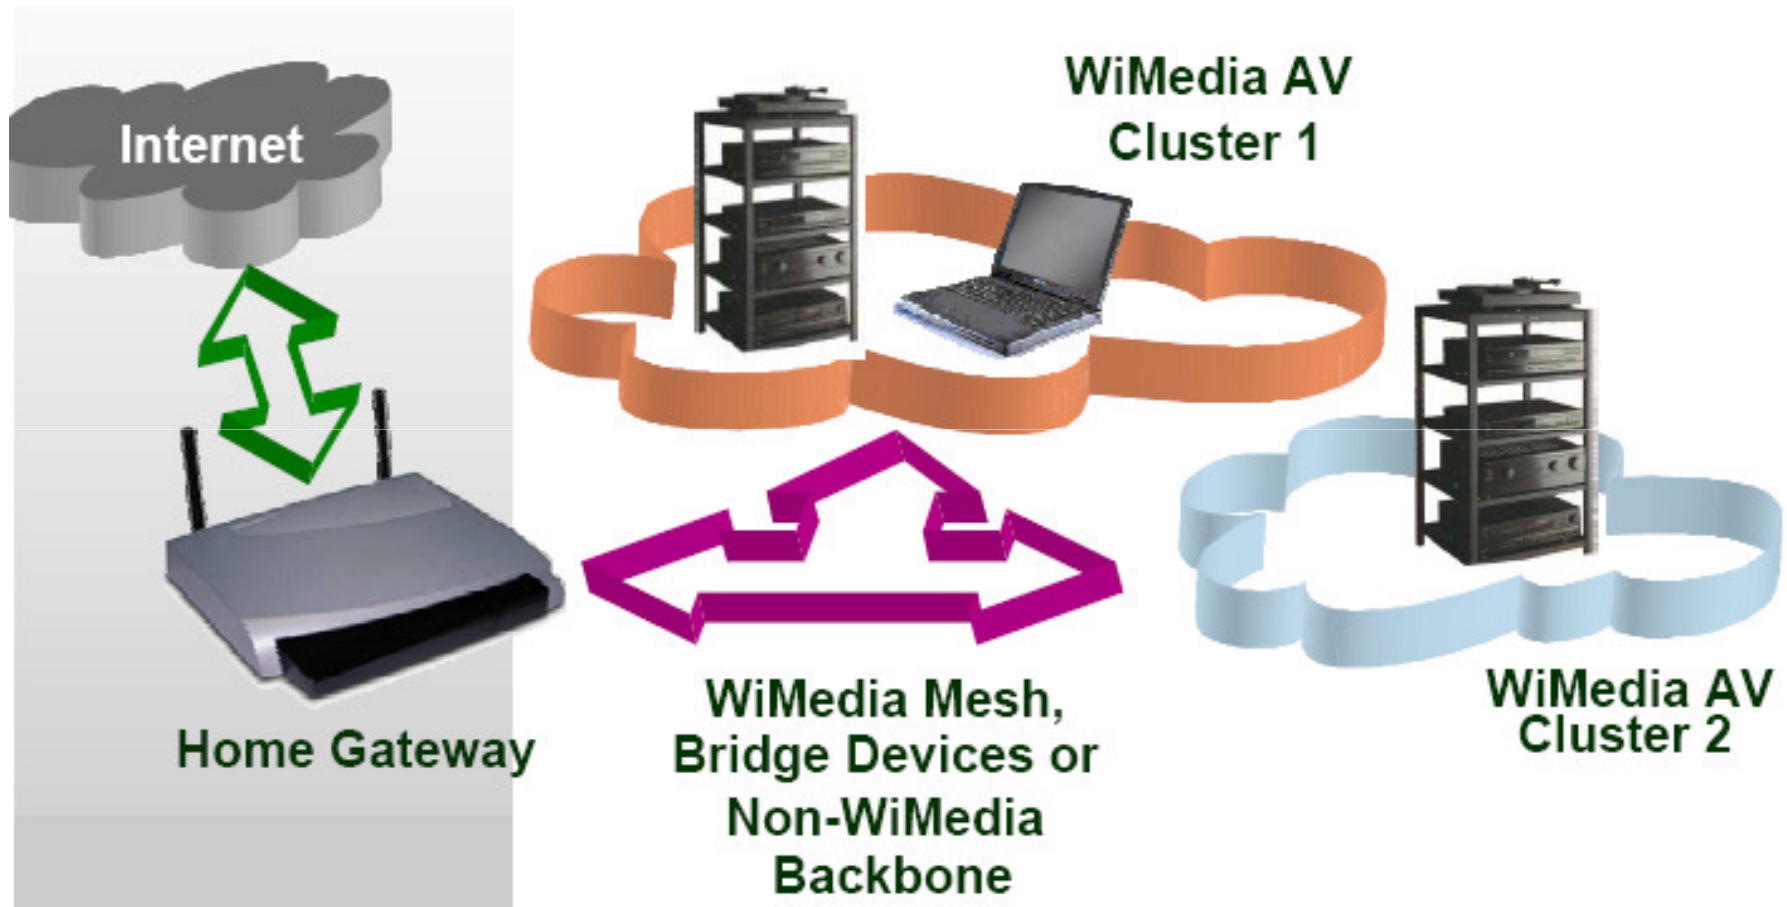 Internet
WiMedia AV
Cluster 1
Home Gateway
WiMedia Mesh,
Bridge Devices or
Non-WiMedia
Backbone
WiMedia AV
Cluster 2